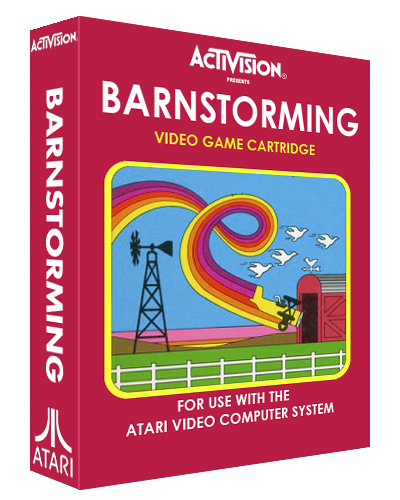 ACTIVISION
BARNSTORMING
ATARI
ACTIVISION®
PRESENTS
BARNSTORMING
VIDEO GAME CARTRIDGE
FOR USE WITH THE
ATARI VIDEO COMPUTER SYSTEM